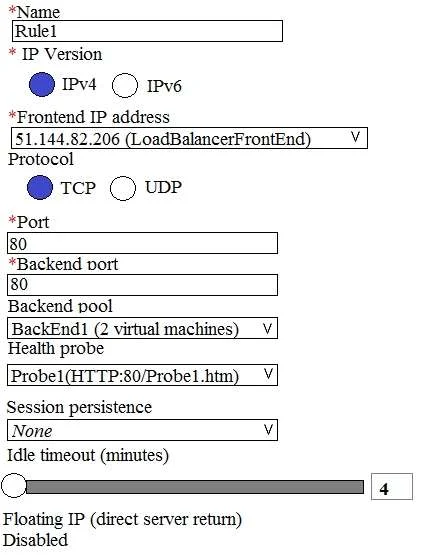 *Name
Rule1
* IP Version
IPv4 IPv6
*Frontend IP address
51.144.82.206 (LoadBalancerFrontEnd) V
Protocol
TCP UDP
*Port
80
*Backend port
80
Backend pool
BackEnd1 (2 virtual machines) V
Health probe
Probe1(HTTP:80/Probe1.htm) V
Session persistence
None V
Idle timeout (minutes)
4
Floating IP (direct server return)
Disabled